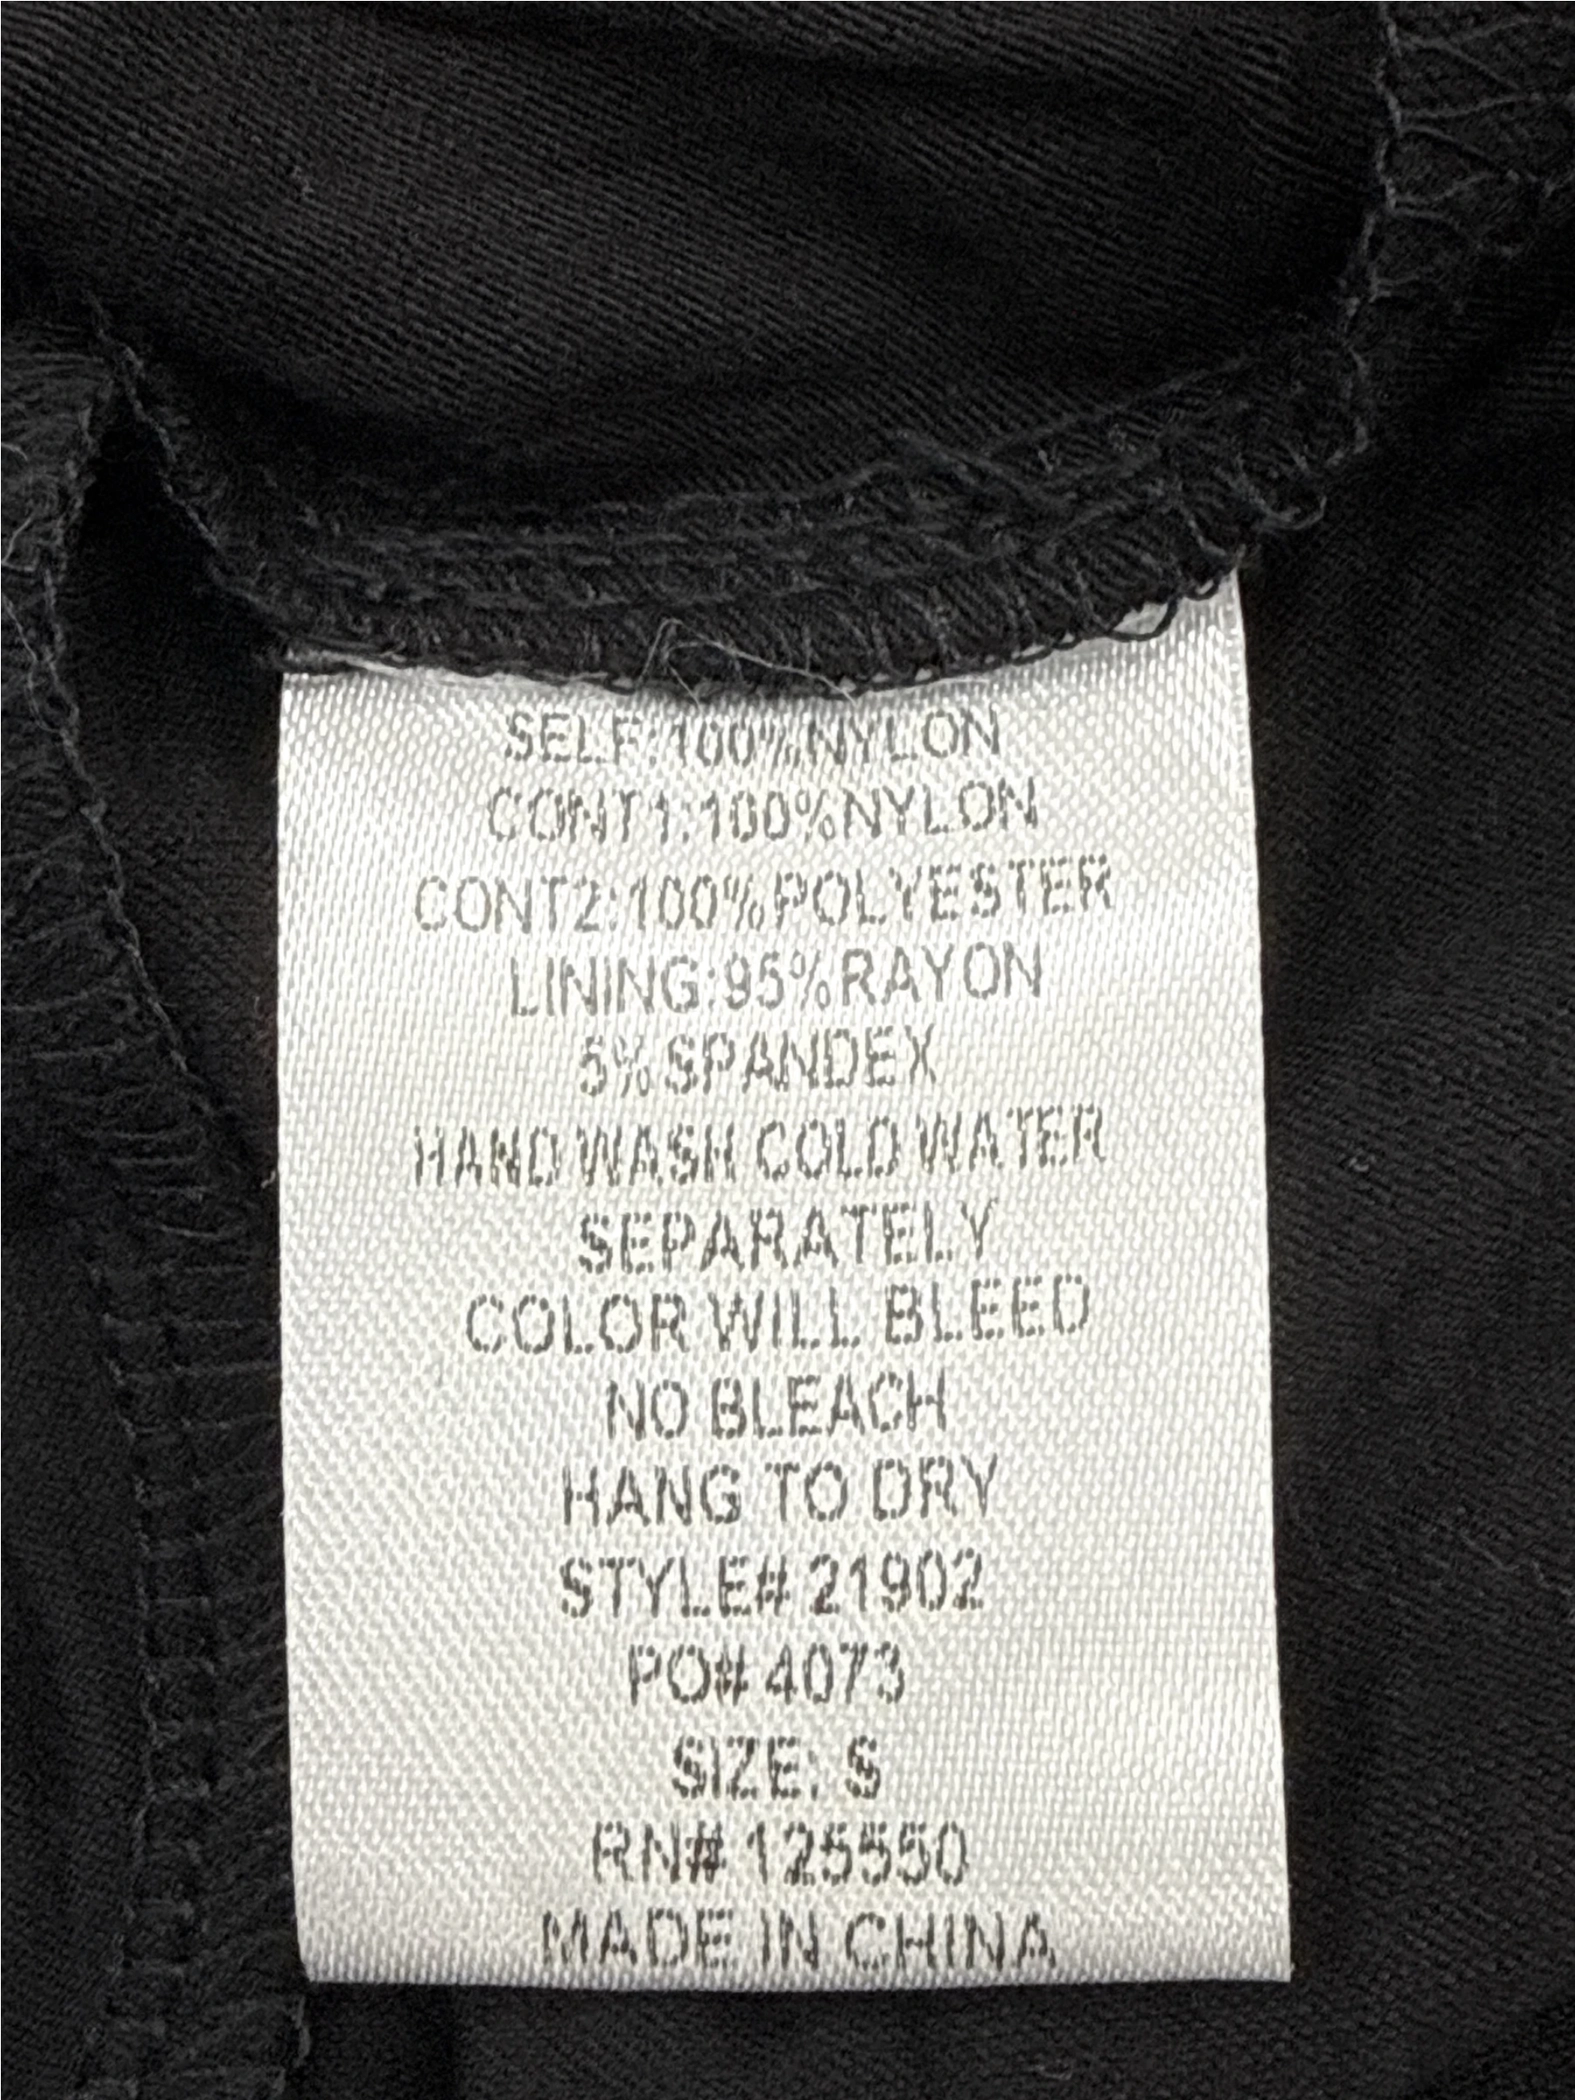 SELF:100%NYLON
CONT1:100%NYLON
CONT2:100%POLYESTER
LINING:95%RAYON
5%SPANDEX
HAND WASH COLD WATER
SEPARATELY
COLOR WILL BLEED
NO BLEACH
HANG TO DRY
STYLE# 21902
PO# 4073
SIZE: S
RN# 125550
MADE IN CHINA